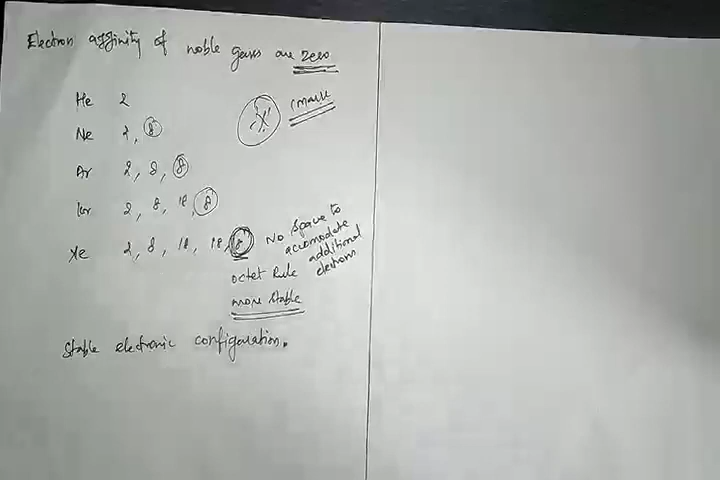 Electron affinity of noble gases are zero
He 2
·X· 1 mark
Ne 2, 8
Ar 2, 8, 8
Kr 2, 8, 18, 8
Xe 2, 8, 18, 18, 8
No space to
accomodate
additional
electrons
octet Rule
more stable
Stable electronic configuration.